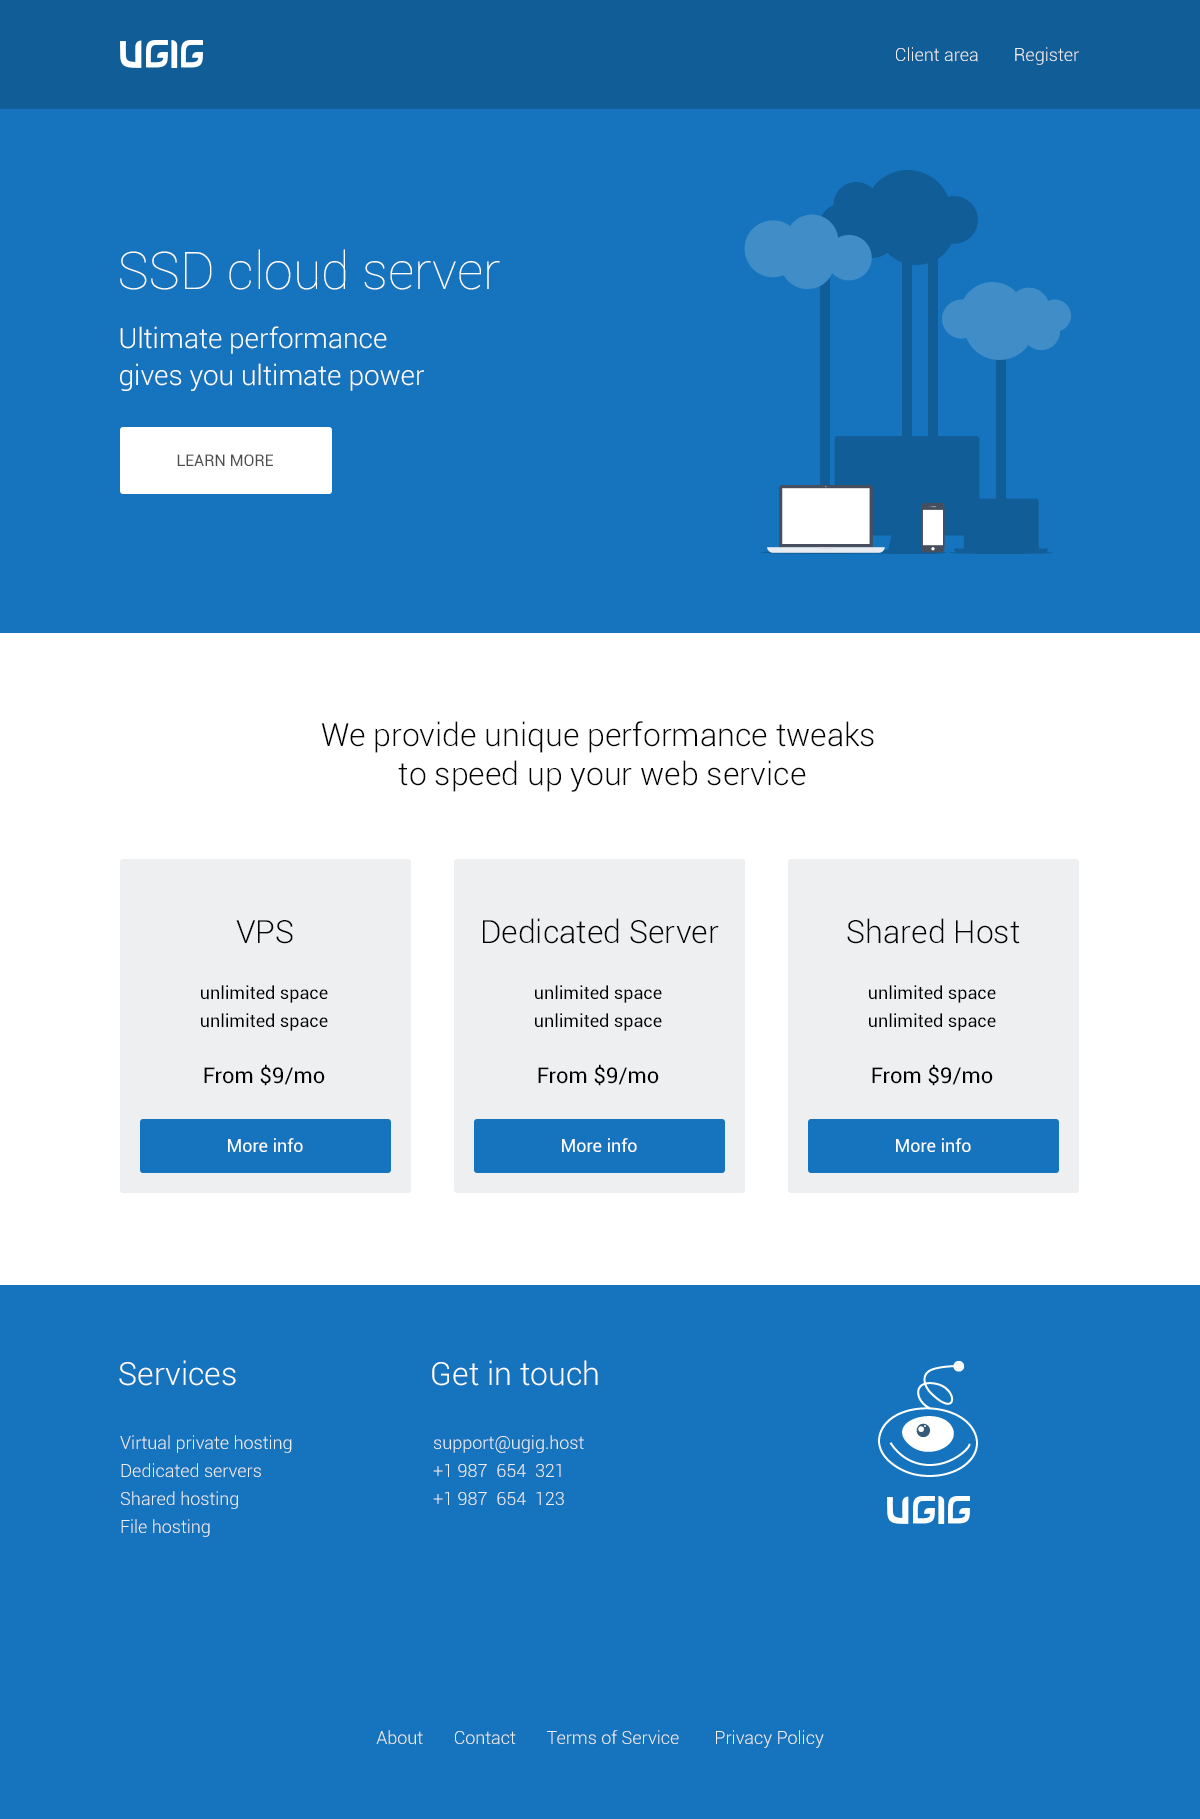 UGIG
Client area
Register
SSD cloud server
Ultimate performance
gives you ultimate power
LEARN MORE
We provide unique performance tweaks
to speed up your web service
VPS
unlimited space
unlimited space
From $9/mo
More info
Dedicated Server
unlimited space
unlimited space
From $9/mo
More info
Shared Host
unlimited space
unlimited space
From $9/mo
More info
Services
Virtual private hosting
Dedicated servers
Shared hosting
File hosting
Get in touch
support@ugig.host
+1 987 654 321
+1 987 654 123
UGIG
About
Contact
Terms of Service
Privacy Policy